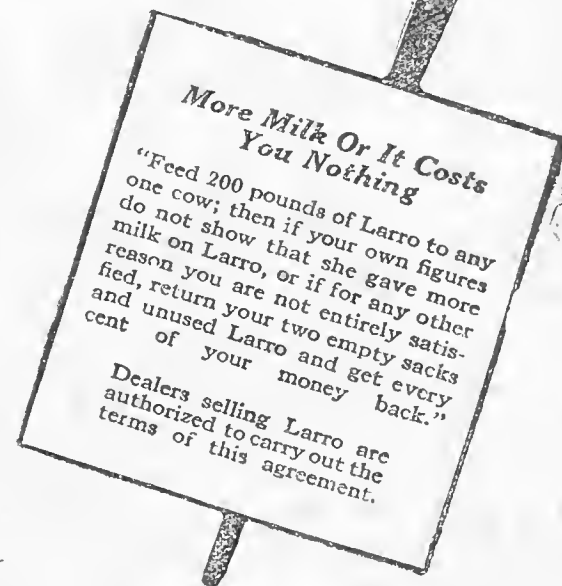 More Milk Or It Costs
You Nothing
"Feed 200 pounds of Larro to any
one cow; then if your own figures
do not show that she gave more
milk on Larro, or if for any other
reason you are not entirely satis-
fied, return your two empty sacks
and unused Larro and get every
cent of your money back."
Dealers selling Larro are
authorized to carry out the
terms of this agreement.